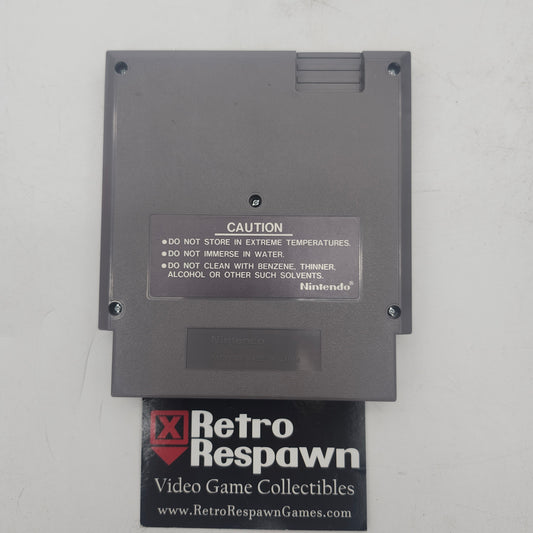 CAUTION
•DO NOT STORE IN EXTREME TEMPERATURES.
•DO NOT IMMERSE IN WATER.
•DO NOT CLEAN WITH BENZENE, THINNER,
ALCOHOL OR OTHER SUCH SOLVENTS.
Nintendo®
Nintendo
X Retro
Respawn
Video Game Collectibles
www.RetroRespawnGames.com